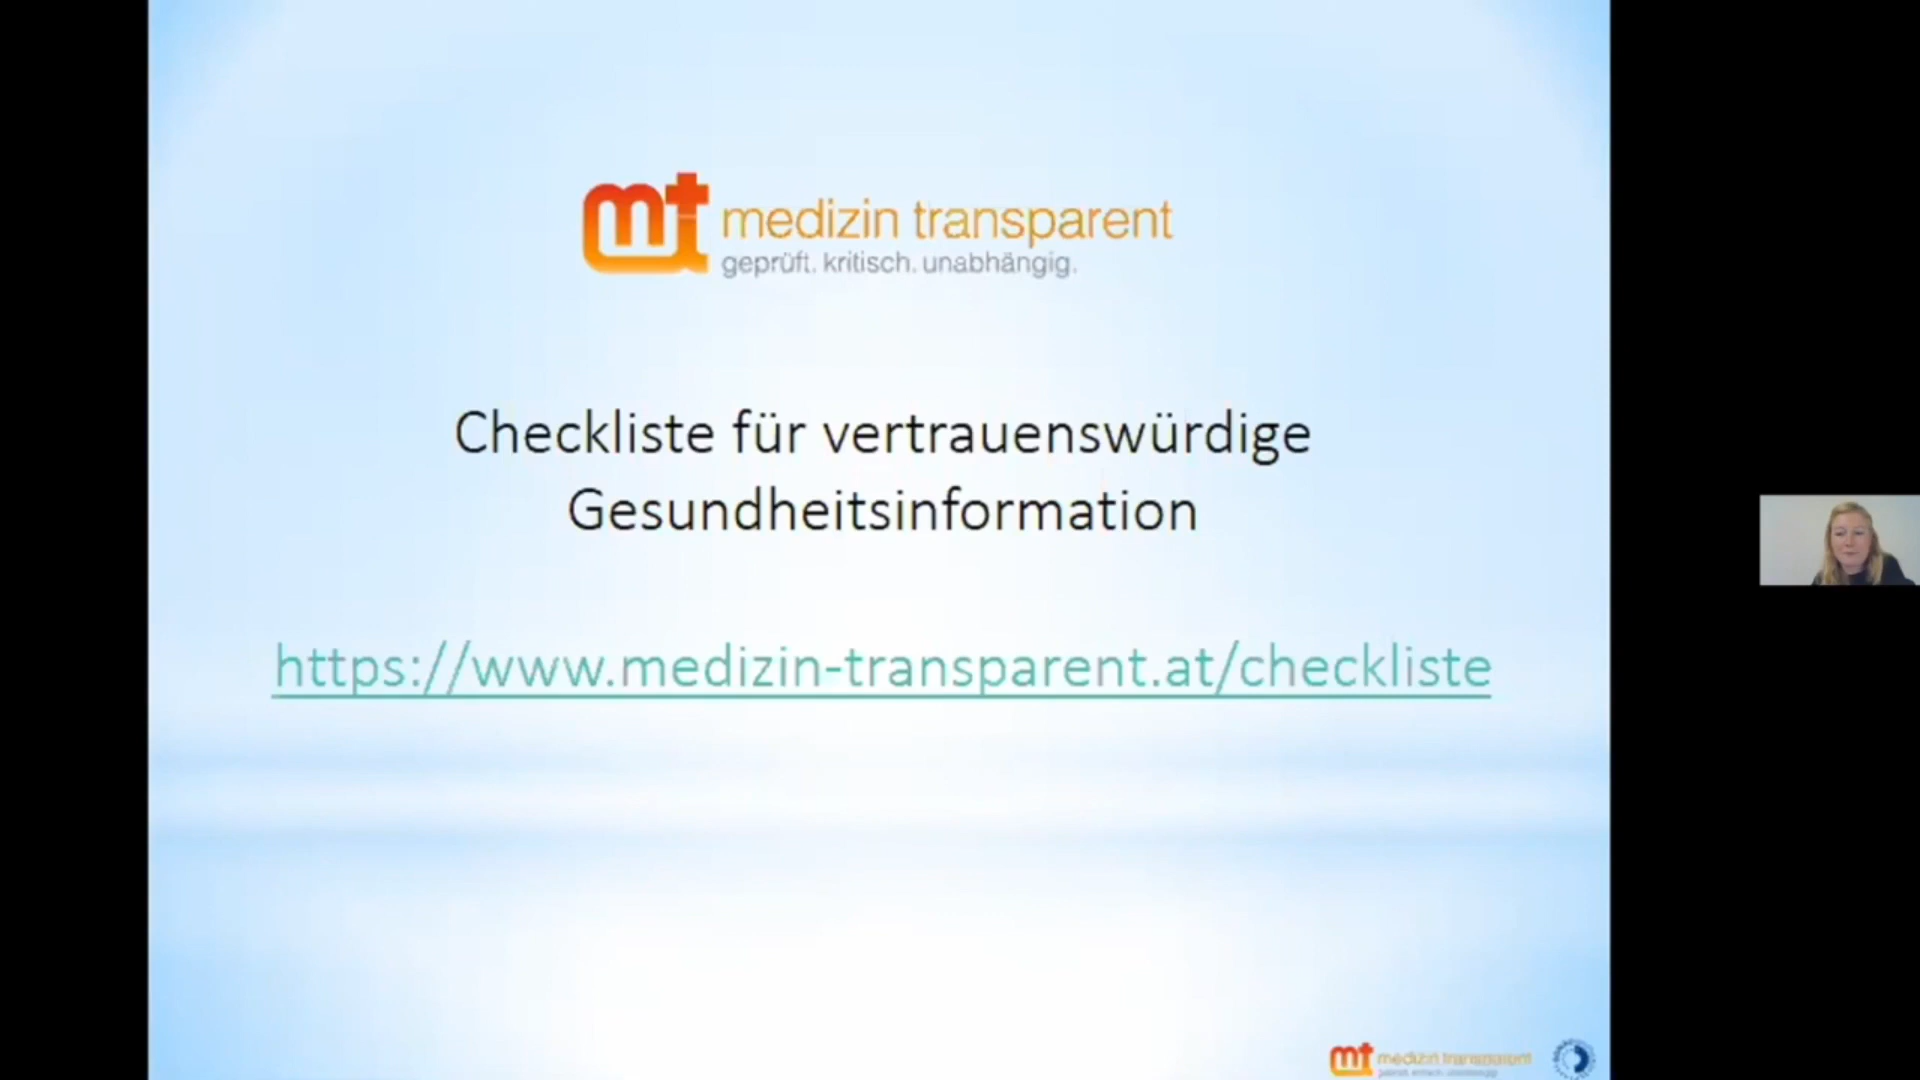 mt medizin transparent
geprüft. kritisch. unabhängig.
Checkliste für vertrauenswürdige
Gesundheitsinformation
https://www.medizin-transparent.at/checkliste
mt medizin transparent